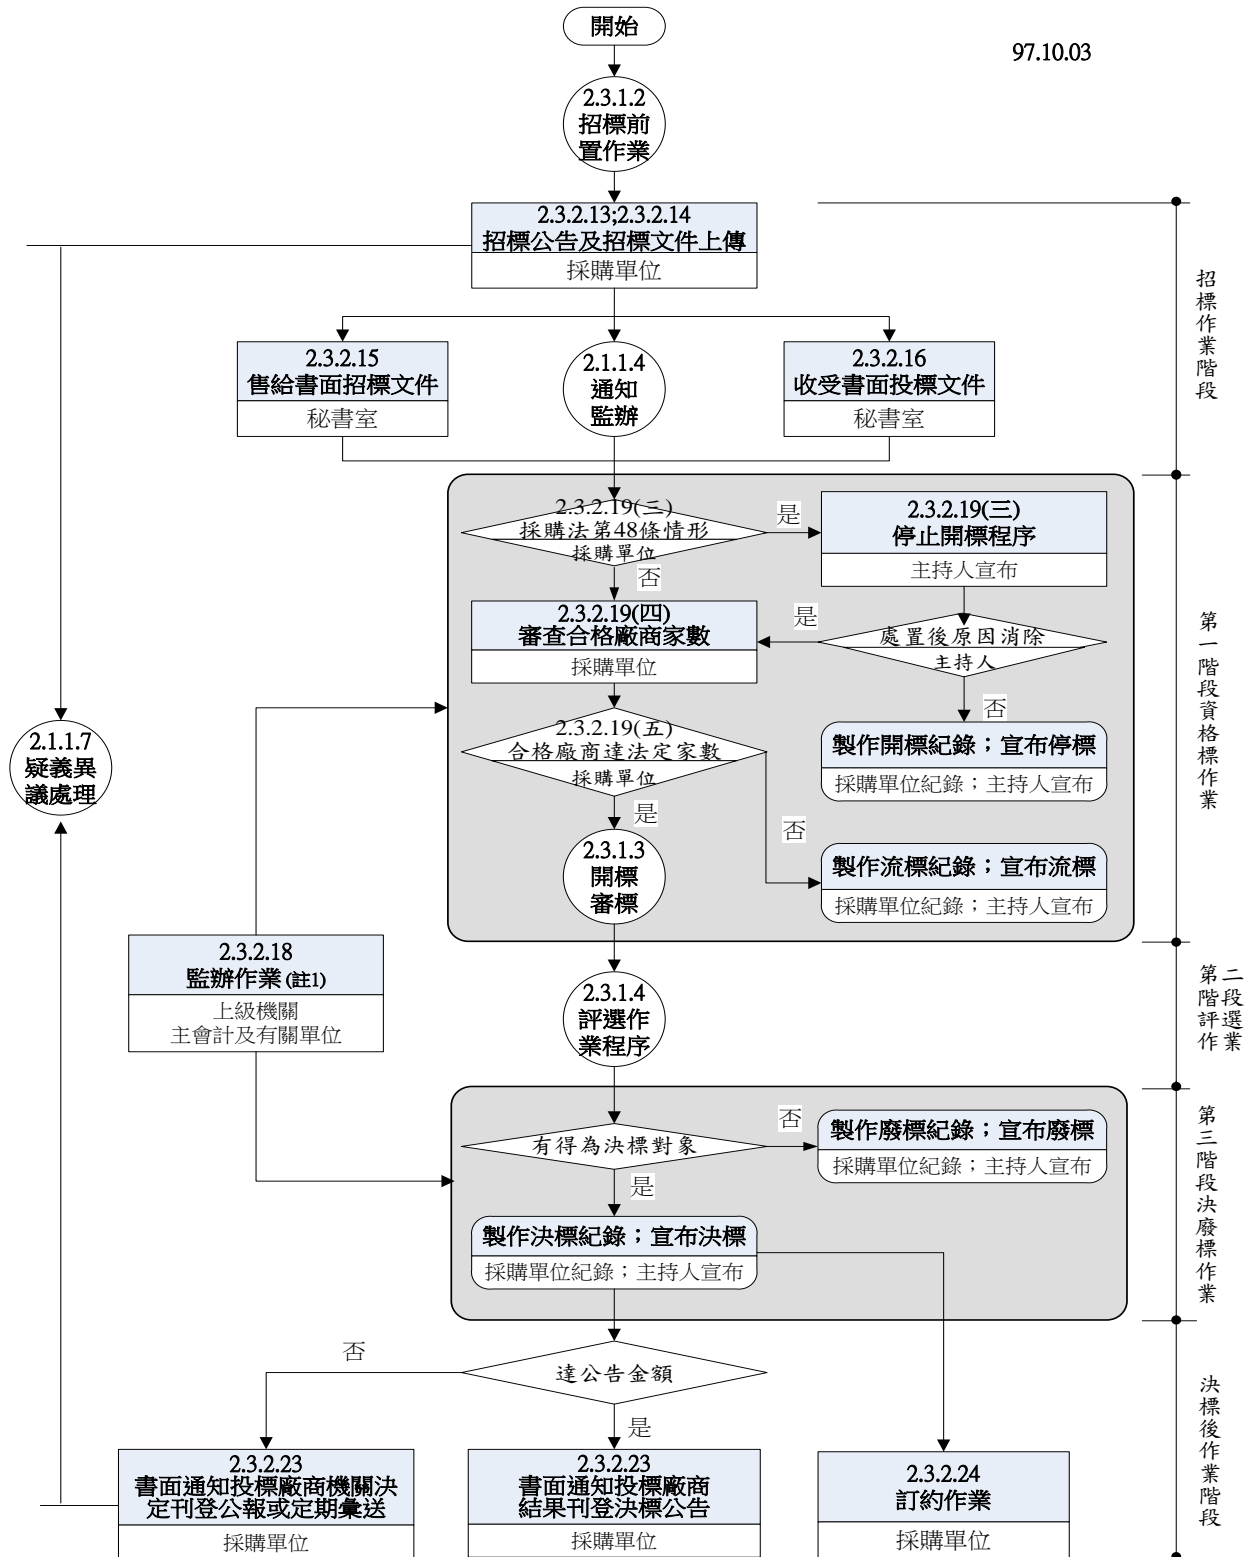 開始
97.10.03
2.3.1.2
招標前
置作業
2.3.2.13;2.3.2.14
招標公告及招標文件上傳
採購單位
招標作業階段
2.3.2.15
售給書面招標文件
秘書室
2.1.1.4
通知
監辦
2.3.2.16
收受書面投標文件
秘書室
2.3.2.19(三)
採購法第48條情形
採購單位
是
2.3.2.19(三)
停止開標程序
主持人宣布
否
2.3.2.19(四)
審查合格廠商家數
採購單位
是
處置後原因消除
主持人
第一階段資格標作業
否
2.3.2.19(五)
合格廠商達法定家數
採購單位
製作開標紀錄；宣布停標
採購單位紀錄；主持人宣布
2.1.1.7
疑義異
議處理
是
否
2.3.1.3
開標
審標
製作流標紀錄；宣布流標
採購單位紀錄；主持人宣布
2.3.2.18
監辦作業(註1)
上級機關
主會計及有關單位
2.3.1.4
評選作
業程序
第二
階段
評選
作業
有得為決標對象
否
製作廢標紀錄；宣布廢標
採購單位紀錄；主持人宣布
第三階段決廢標作業
是
製作決標紀錄；宣布決標
採購單位紀錄；主持人宣布
否
達公告金額
是
決標後作業階段
2.3.2.23
書面通知投標廠商機關決
定刊登公報或定期彙送
採購單位
2.3.2.23
書面通知投標廠商
結果刊登決標公告
採購單位
2.3.2.24
訂約作業
採購單位